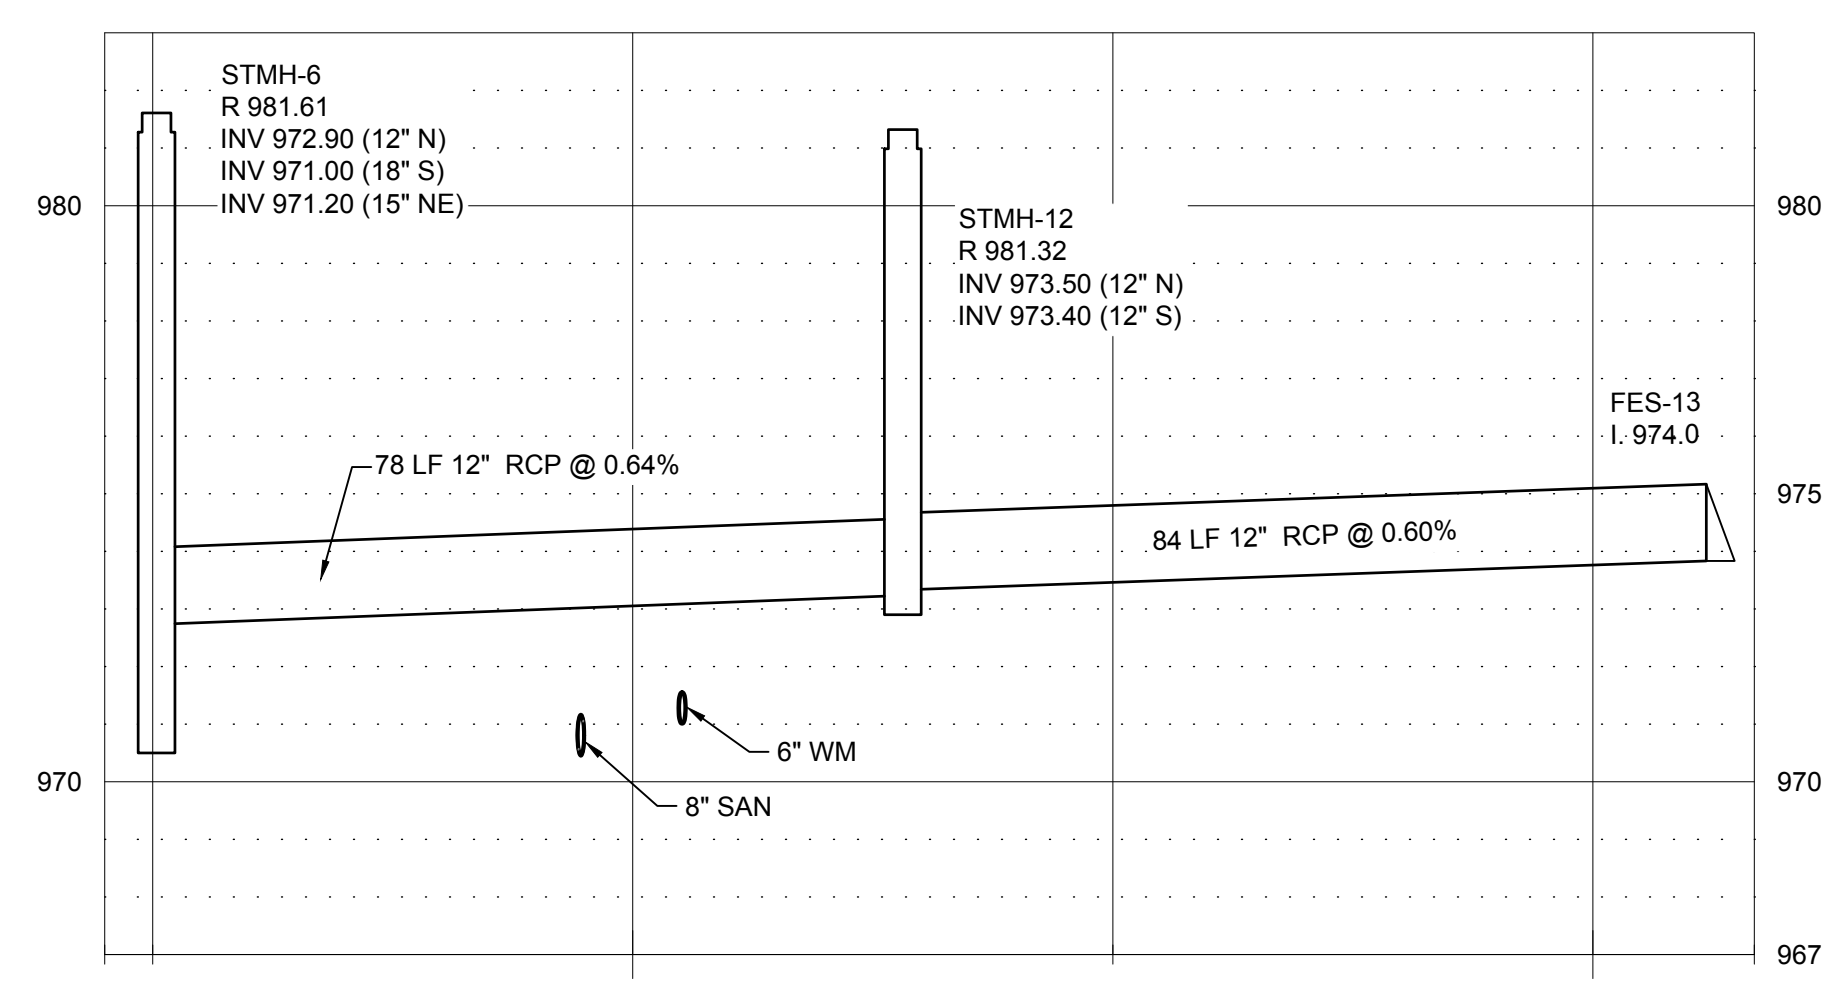 STMH-6
R 981.61
INV 972.90 (12" N)
INV 971.00 (18" S)
INV 971.20 (15" NE)
980
980
STMH-12
R 981.32
INV 973.50 (12" N)
INV 973.40 (12" S)
FES-13
I. 974.0
78 LF 12" RCP @ 0.64%
975
84 LF 12" RCP @ 0.60%
6" WM
970
970
8" SAN
967